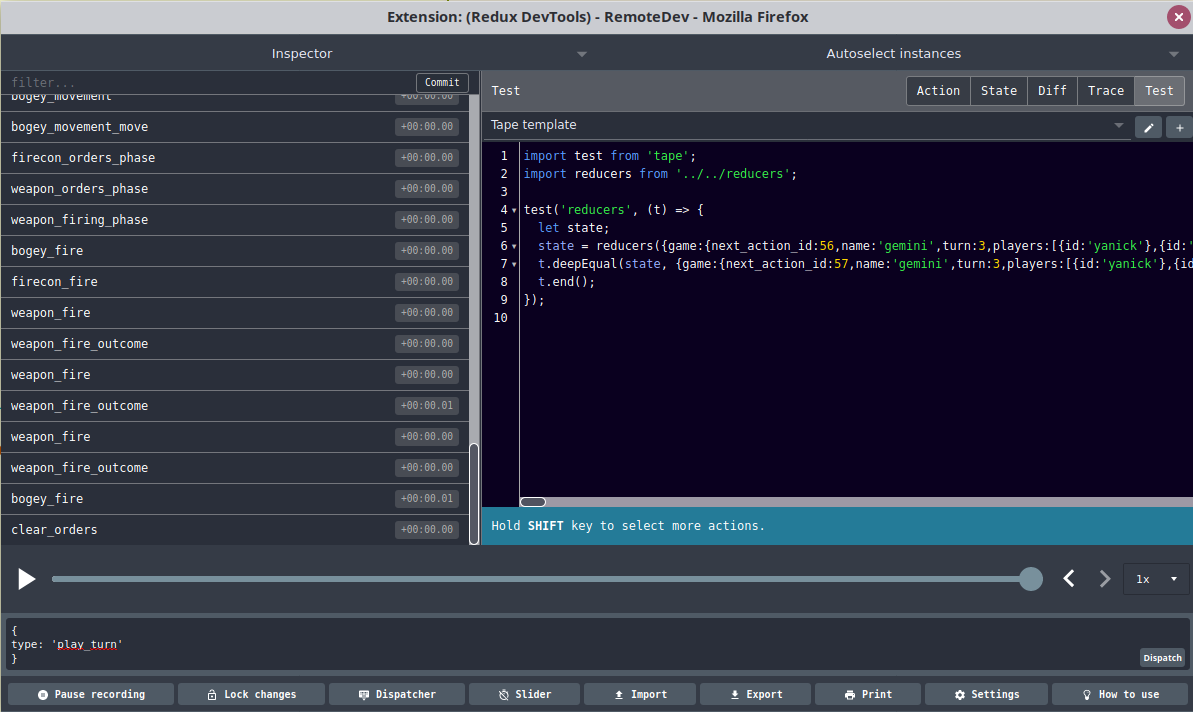 Extension: (Redux DevTools) - RemoteDev - Mozilla Firefox
Inspector
Autoselect instances
filter...
Commit
bogey_movement +00:00.00
bogey_movement_move +00:00.00
firecon_orders_phase +00:00.00
weapon_orders_phase +00:00.00
weapon_firing_phase +00:00.00
bogey_fire +00:00.00
firecon_fire +00:00.00
weapon_fire +00:00.00
weapon_fire_outcome +00:00.00
weapon_fire +00:00.00
weapon_fire_outcome +00:00.01
weapon_fire +00:00.00
weapon_fire_outcome +00:00.00
bogey_fire +00:00.01
clear_orders +00:00.00
Test
Action State Diff Trace Test
Tape template
1 import test from 'tape';
2 import reducers from '../../reducers';
3
4 test('reducers', (t) => {
5 let state;
6 state = reducers({game:{next_action_id:56,name:'gemini',turn:3,players:[{id:'yanick'},{id:'
7 t.deepEqual(state, {game:{next_action_id:57,name:'gemini',turn:3,players:[{id:'yanick'},{id
8 t.end();
9 });
10
Hold SHIFT key to select more actions.
1x
{
type: 'play_turn'
}
Dispatch
Pause recording
Lock changes
Dispatcher
Slider
Import
Export
Print
Settings
How to use